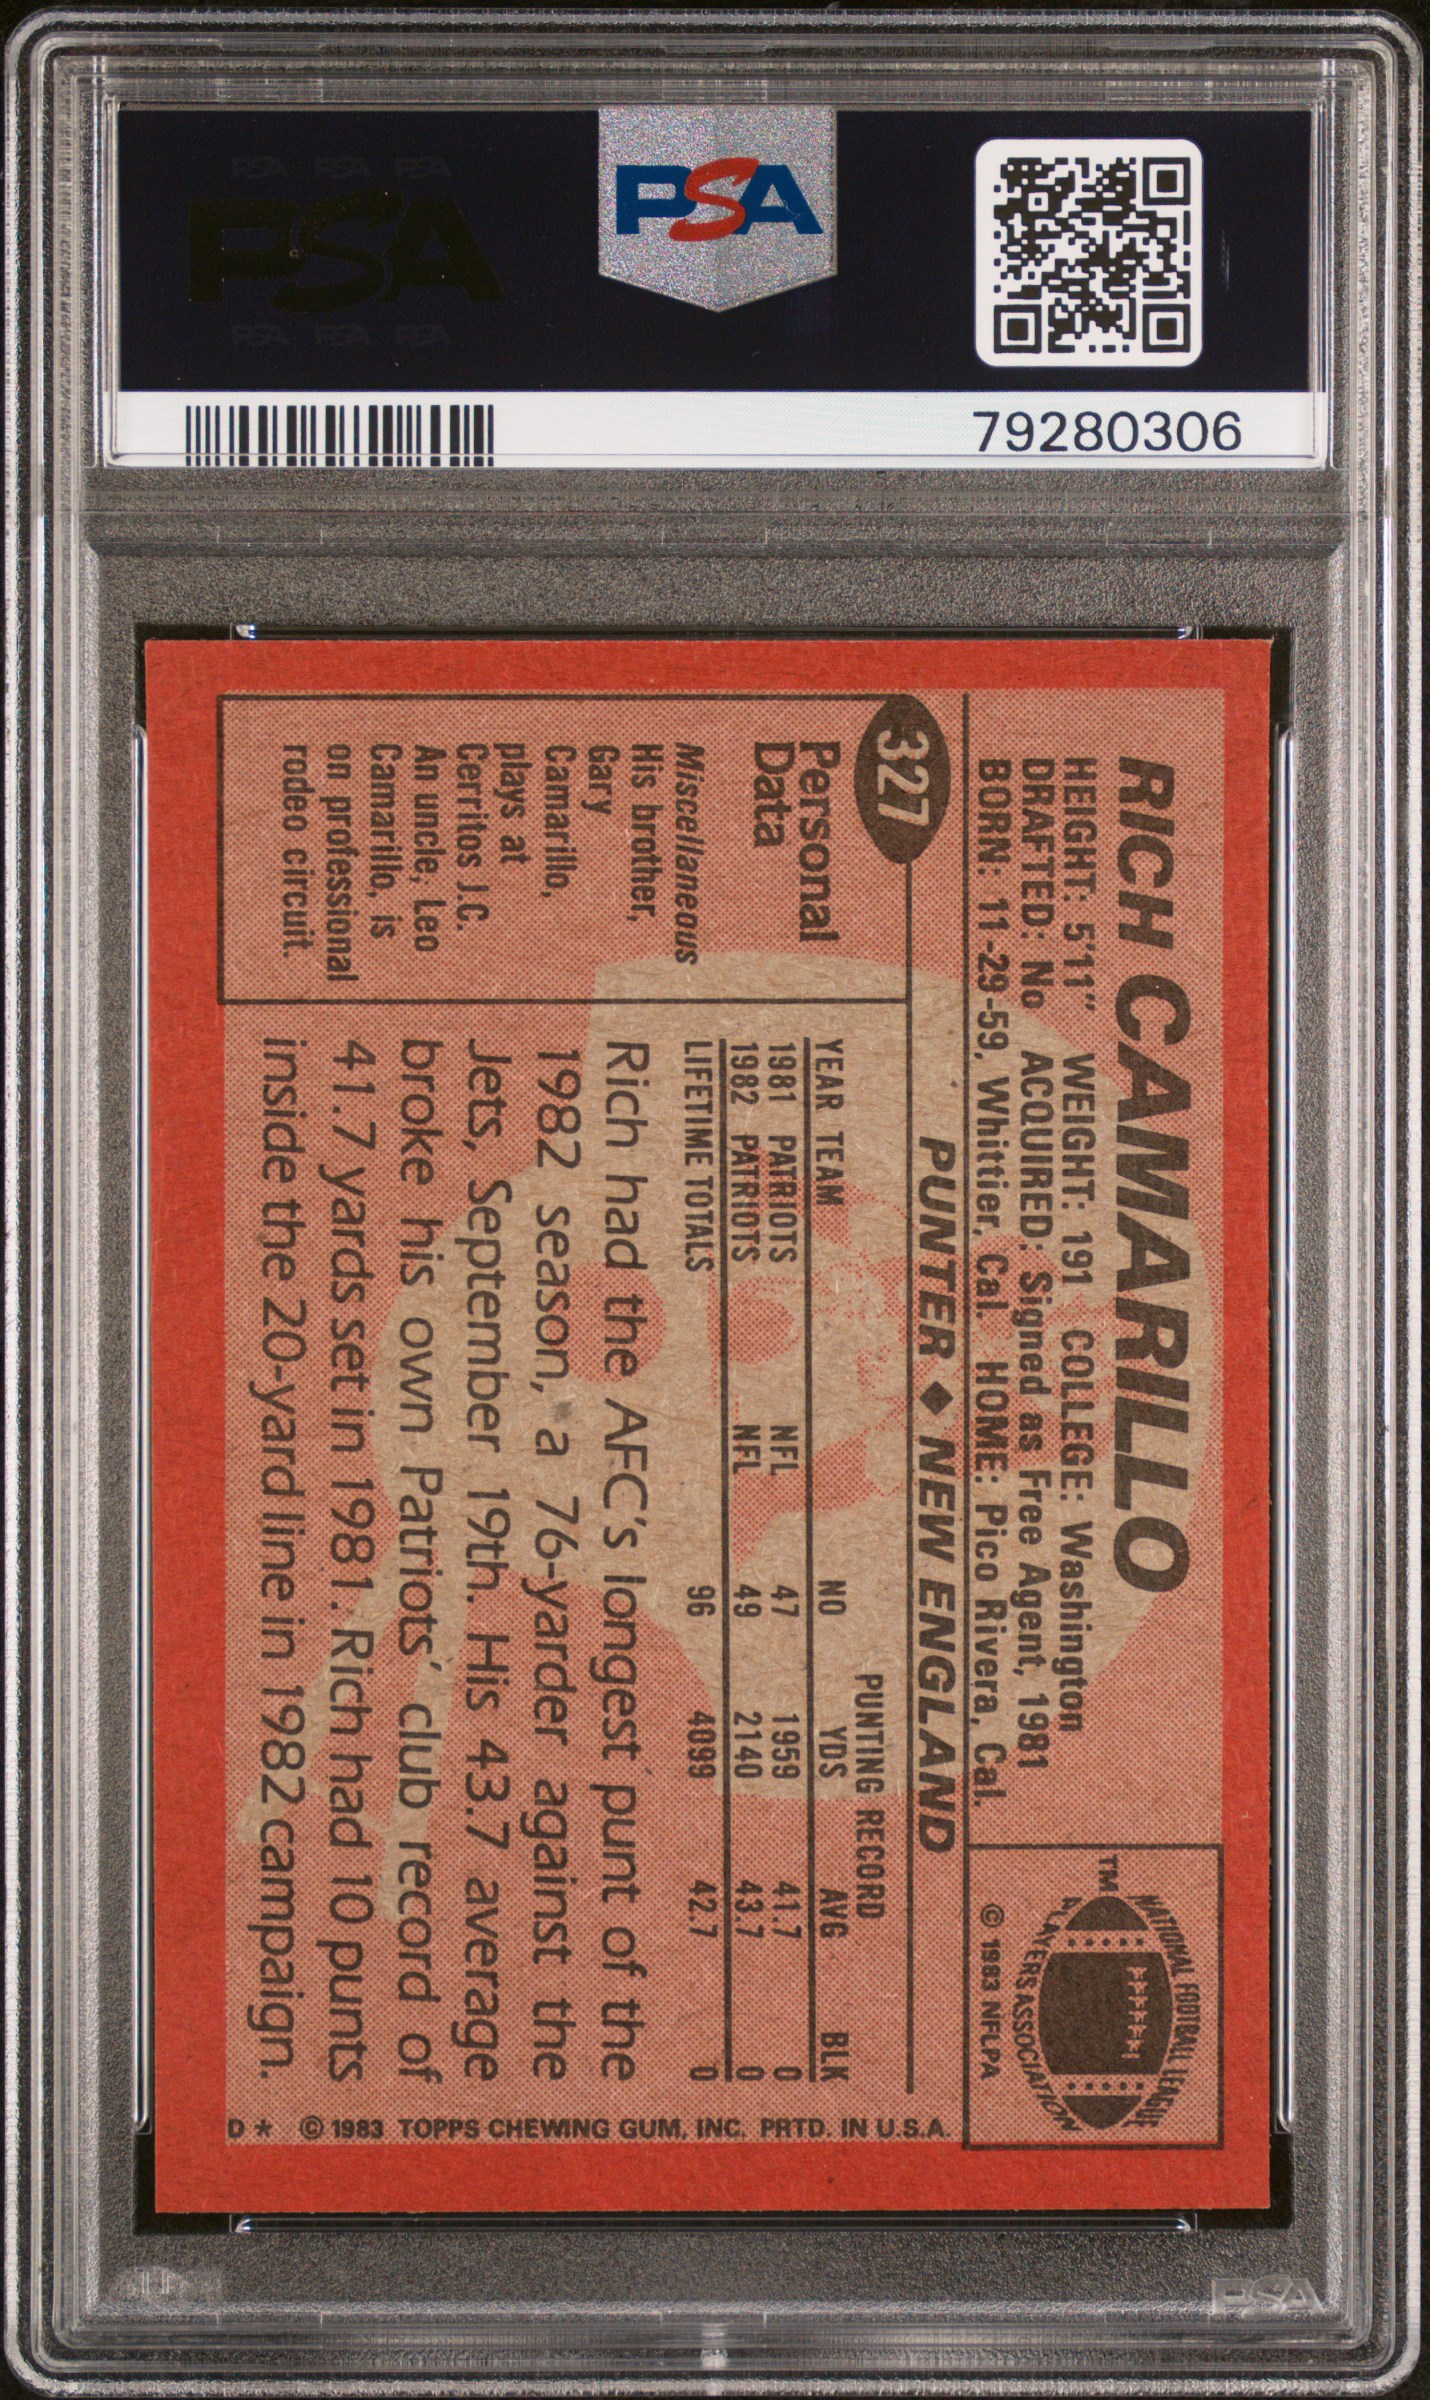 PSA PSA PSA
PSA
PSA PSA PSA
PSA
79280306
RICH CAMARILLO
HEIGHT: 5'11" WEIGHT: 191 COLLEGE: Washington
DRAFTED: No ACQUIRED: Signed as Free Agent, 1981
BORN: 11-29-59, Whittier, Cal. HOME: Pico Rivera, Cal.
TM
NATIONAL FOOTBALL LEAGUE
PLAYERS ASSOCIATION
© 1983 NFLPA
327
PUNTER ♦ NEW ENGLAND
Personal
Data
Miscellaneous
His brother,
Gary
Camarillo,
plays at
Cerritos J.C.
An uncle, Leo
Camarillo, is
on professional
rodeo circuit.
PUNTING RECORD
YEAR TEAM NO YDS AVG BLK
1981 PATRIOTS NFL 47 1959 41.7 0
1982 PATRIOTS NFL 49 2140 43.7 0
LIFETIME TOTALS 96 4099 42.7 0
Rich had the AFC's longest punt of the
1982 season, a 76-yarder against the
Jets, September 19th. His 43.7 average
broke his own Patriots' club record of
41.7 yards set in 1981. Rich had 10 punts
inside the 20-yard line in 1982 campaign.
D * © 1983 TOPPS CHEWING GUM, INC. PRTD. IN U.S.A.
PSA